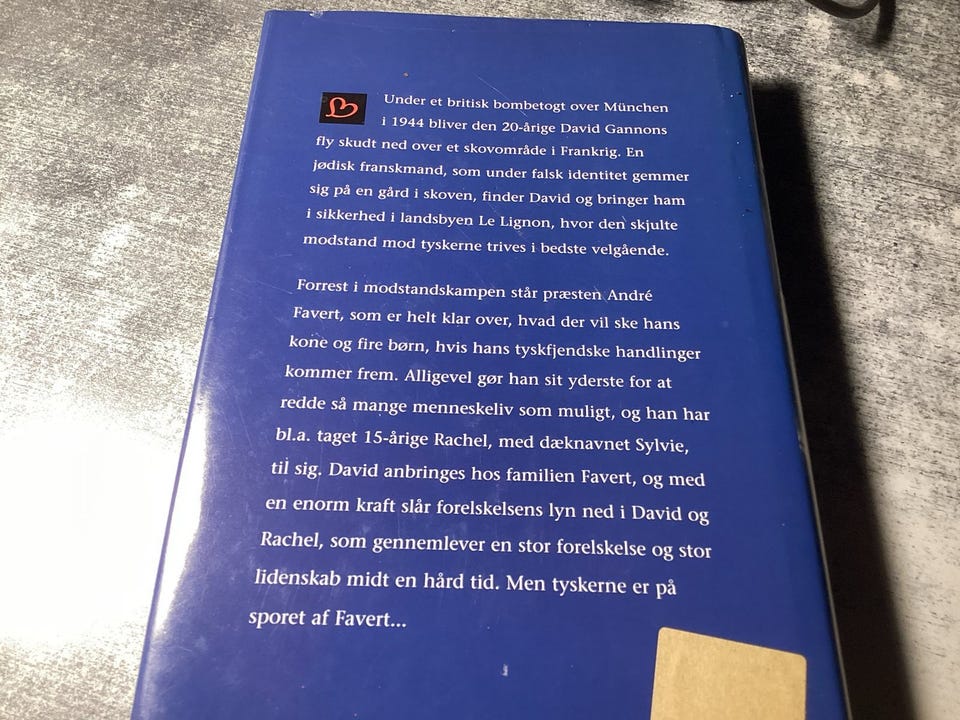 Under et britisk bombetogt over München
i 1944 bliver den 20-årige David Gannons
fly skudt ned over et skovområde i Frankrig. En
jødisk franskmand, som under falsk identitet gemmer
sig på en gård i skoven, finder David og bringer ham
i sikkerhed i landsbyen Le Lignon, hvor den skjulte
modstand mod tyskerne trives i bedste velgående.
Forrest i modstandskampen står præsten André
Favert, som er helt klar over, hvad der vil ske hans
kone og fire børn, hvis hans tyskfjendske handlinger
kommer frem. Alligevel gør han sit yderste for at
redde så mange menneskeliv som muligt, og han har
bl.a. taget 15-årige Rachel, med dæknavnet Sylvie,
til sig. David anbringes hos familien Favert, og med
en enorm kraft slår forelskelsens lyn ned i David og
Rachel, som gennemlever en stor forelskelse og stor
lidenskab midt en hård tid. Men tyskerne er på
sporet af Favert...